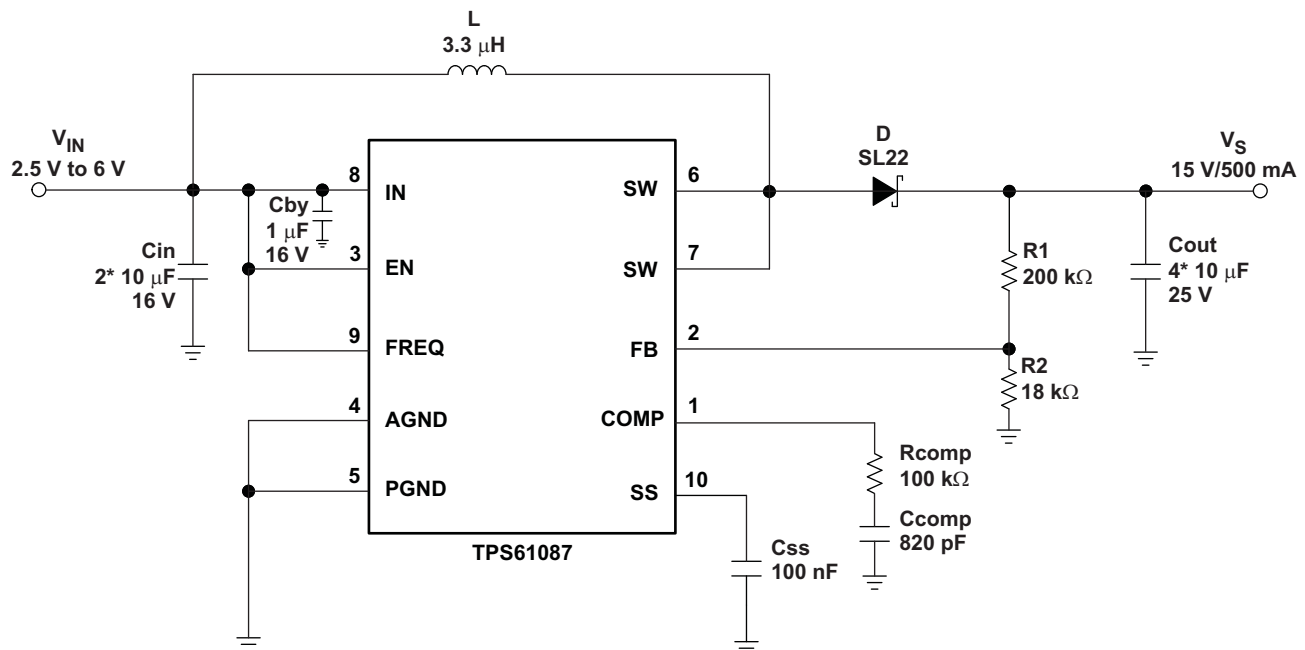 L
3.3 μH
V_IN
2.5 V to 6 V
D
SL22
V_S
15 V/500 mA
8
IN
SW
6
Cby
1 μF
16 V
Cin
2* 10 μF
16 V
3
EN
SW
7
R1
200 kΩ
Cout
4* 10 μF
25 V
9
FREQ
FB
2
R2
18 kΩ
4
AGND
COMP
1
Rcomp
100 kΩ
5
PGND
SS
10
Ccomp
820 pF
TPS61087
Css
100 nF